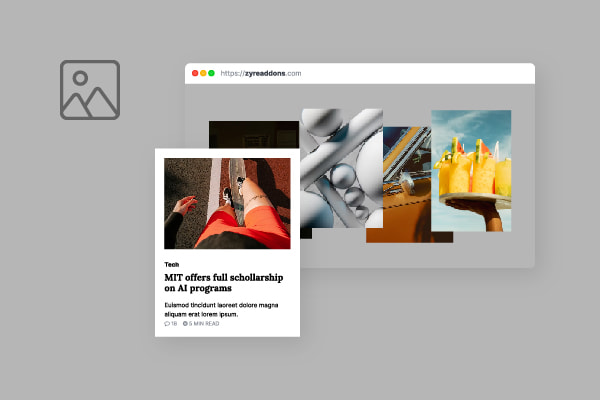 https://zyreaddons.com
Tech
MIT offers full schollarship
on AI programs
Euismod tincidunt laoreet dolore magna
aliquam erat lorem ipsum.
18 5 MIN READ